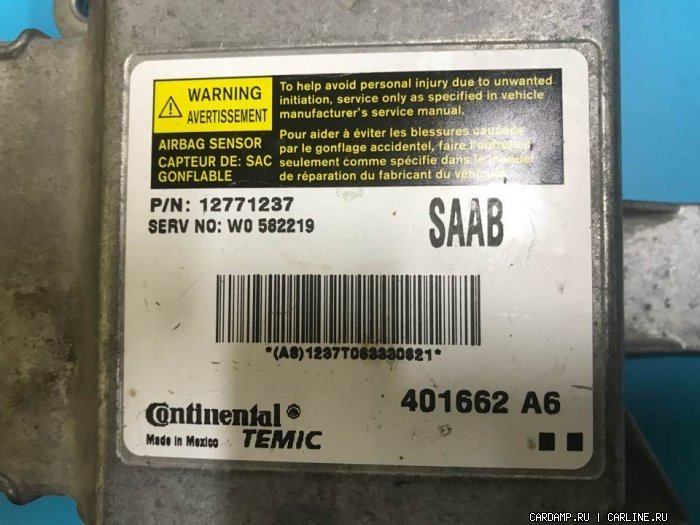 WARNING
AVERTISSEMENT
AIRBAG SENSOR
CAPTEUR DE: SAC
GONFLABLE
To help avoid personal injury due to unwanted
initiation, service only as specified in vehicle
manufacturer's service manual.
Pour aider à éviter les blessures causées
par le gonflage accidentel, faire l'entretien
seulement comme spécifie dans le manuel
de réparation du fabricant du véhicule.
P/N: 12771237
SERV NO: W0 582219
SAAB
*(AS)1237T063330621*
Continental®
Made in Mexico
TEMIC
401662 A6
CARDAMP.RU | CARLINE.RU